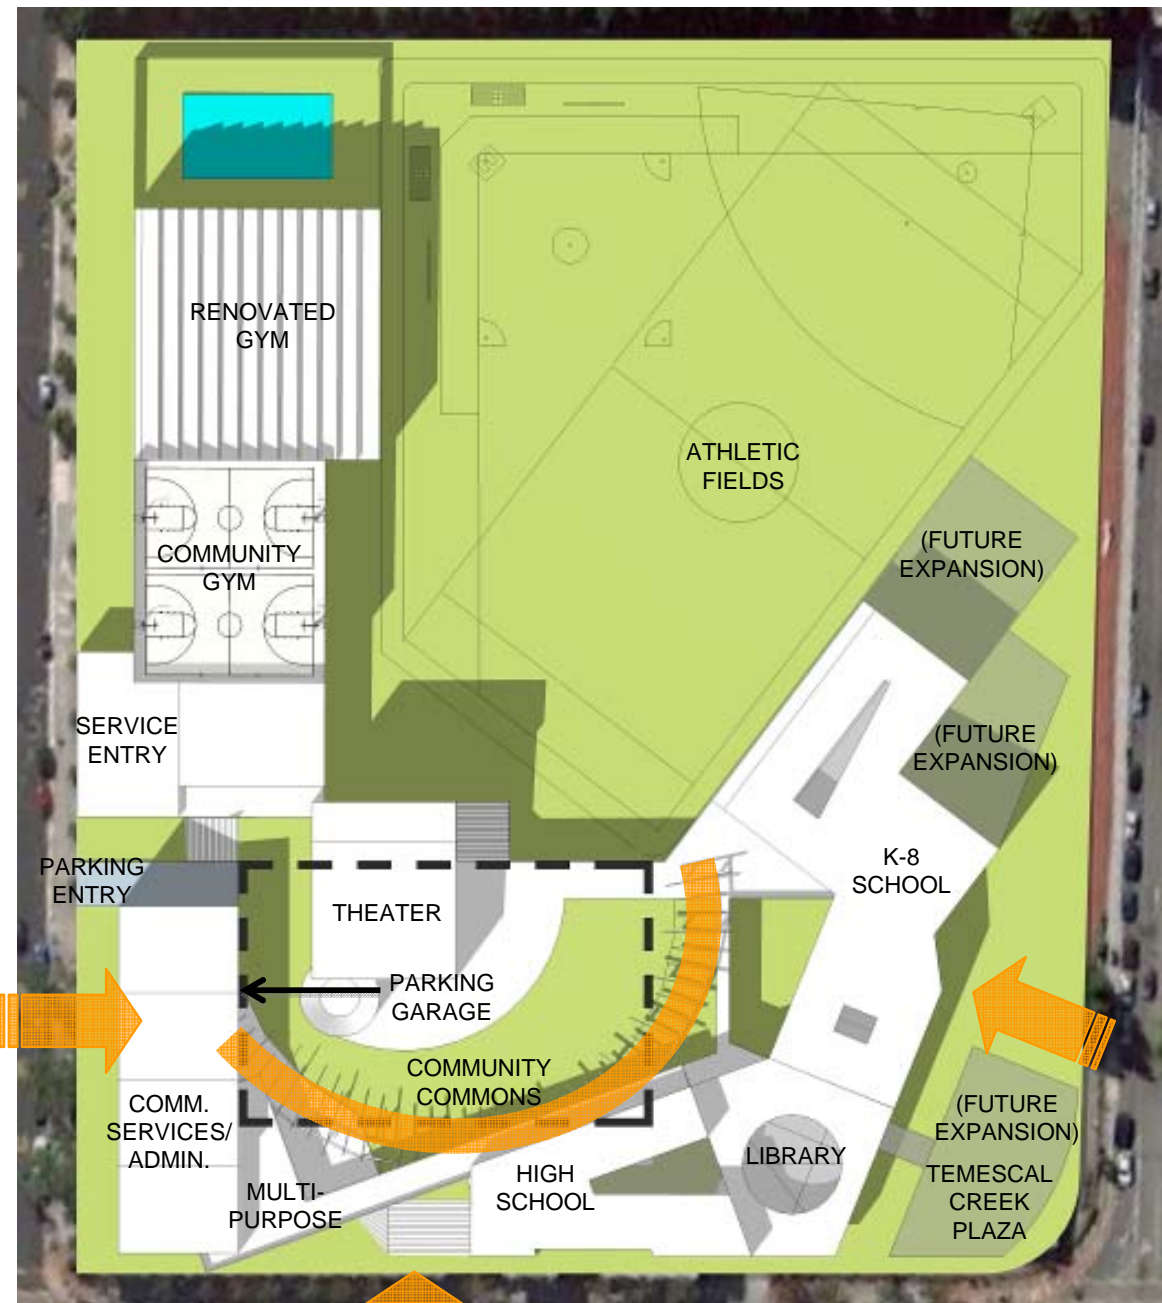 RENOVATED
GYM
ATHLETIC
FIELDS
COMMUNITY
GYM
(FUTURE
EXPANSION)
SERVICE
ENTRY
(FUTURE
EXPANSION)
PARKING
ENTRY
K-8
SCHOOL
THEATER
PARKING
GARAGE
COMMUNITY
COMMONS
COMM.
SERVICES/
ADMIN.
(FUTURE
EXPANSION)
LIBRARY
HIGH
SCHOOL
MULTI-
PURPOSE
TEMESCAL
CREEK
PLAZA